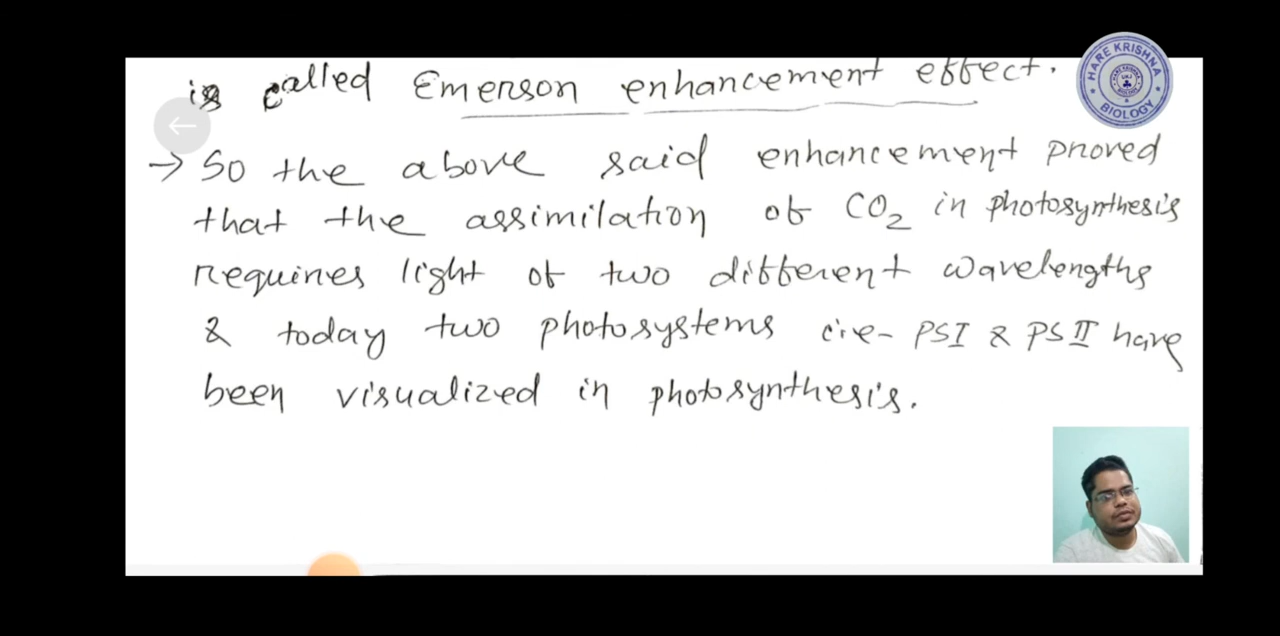 is called Emerson enhancement effect.
→ So the above said enhancement proved
that the assimilation of CO₂ in photosynthesis
requires light of two different wavelengths
& today two photosystems i.e- PSI & PSII have
been visualized in photosynthesis.
HARE KRISHNA
BIOLOGY